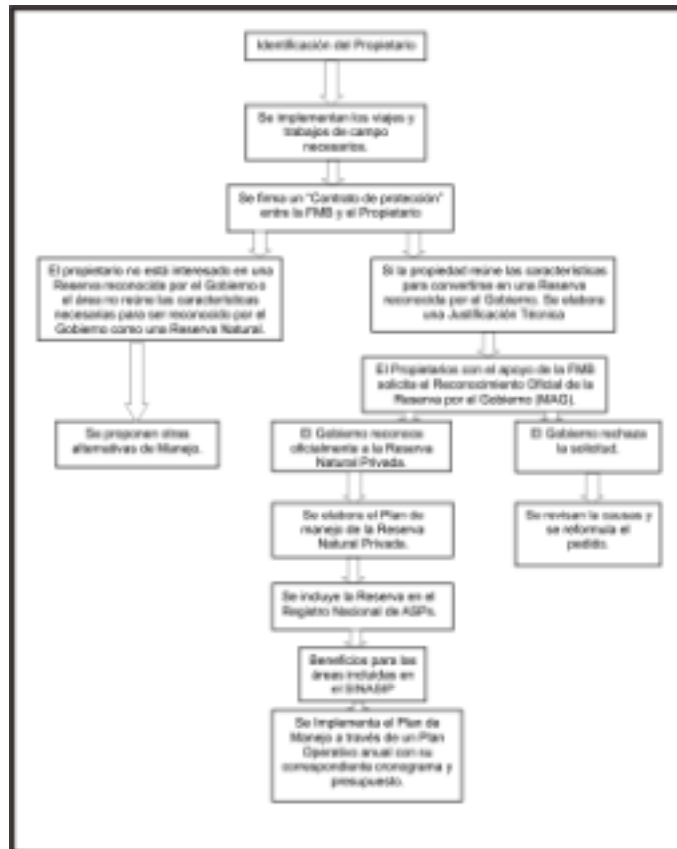 Identificación del Propietario
Se implementan los viajes y
trabajos de campo
necesarios.
Se firma un "Contrato de protección"
entre la FMB y el Propietario
El propietario no está interesado en una
Reserva reconocida por el Gobierno o
el área no reúne las características
necesarias para ser reconocido por el
Gobierno como una Reserva Natural.
Si la propiedad reúne las características
para convertirse en una Reserva
reconocida por el Gobierno. Se elabora
una Justificación Técnica
El Propietarios con el apoyo de la FMB
solicita el Reconocimiento Oficial de la
Reserva por el Gobierno (MAG).
Se proponen otras
alternativas de Manejo.
El Gobierno reconoce
oficialmente a la Reserva
Natural Privada.
El Gobierno rechaza
la solicitud.
Se elabora el Plan de
manejo de la Reserva
Natural Privada.
Se revisan la causas y
se reformula el
pedido.
Se incluye la Reserva en el
Registro Nacional de ASPs.
Beneficios para las
áreas incluidas en
el SINASIP
Se Implementa el Plan de
Manejo a través de un Plan
Operativo anual con su
correspondiente cronograma y
presupuesto.